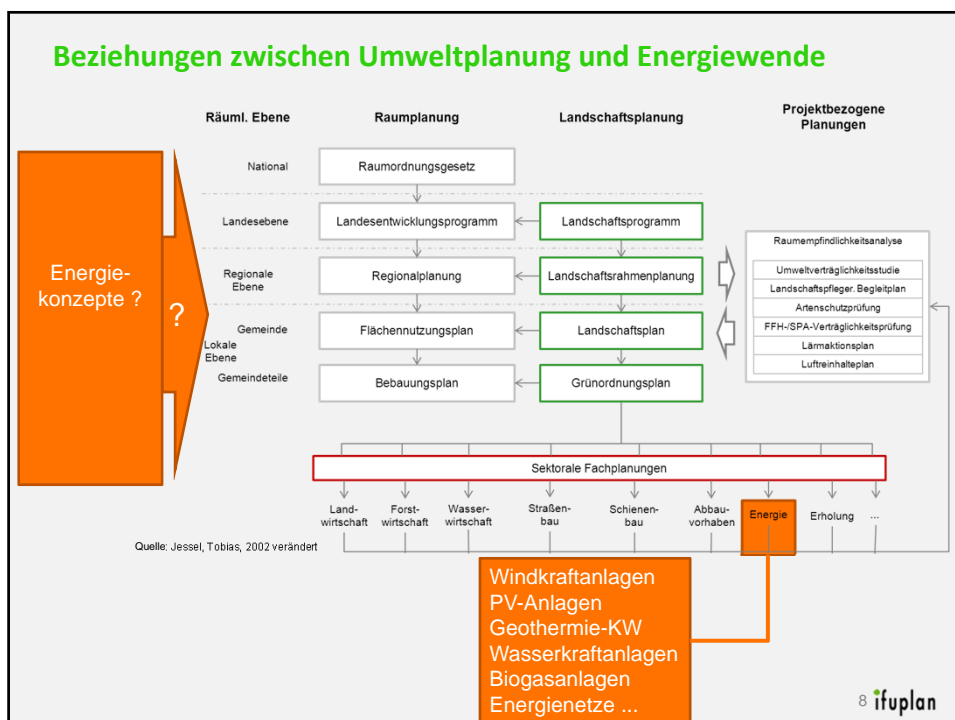 Beziehungen zwischen Umweltplanung und Energiewende
Räuml. Ebene
Raumplanung
Landschaftsplanung
Projektbezogene
Planungen
National
Raumordnungsgesetz
Landesebene
Landesentwicklungsprogramm
Landschaftsprogramm
Regionale
Ebene
Regionalplanung
Landschaftsrahmenplanung
Gemeinde
Lokale
Ebene
Flächennutzungsplan
Landschaftsplan
Gemeindeteile
Bebauungsplan
Grünordnungsplan
Energie-
konzepte ?
?
Raumempfindlichkeitsanalyse
Umweltverträglichkeitsstudie
Landschaftspfleger. Begleitplan
Artenschutzprüfung
FFH-/SPA-Verträglichkeitsprüfung
Lärmaktionsplan
Luftreinhalteplan
Sektorale Fachplanungen
Land-
wirtschaft
Forst-
wirtschaft
Wasser-
wirtschaft
Straßen-
bau
Schienen-
bau
Abbau-
vorhaben
Energie
Erholung
...
Quelle: Jessel, Tobias, 2002 verändert
Windkraftanlagen
PV-Anlagen
Geothermie-KW
Wasserkraftanlagen
Biogasanlagen
Energienetze ...
8 ifuplan